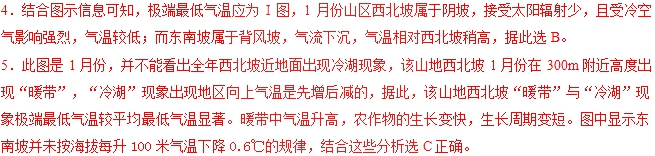 4．结合图示信息可知，极端最低气温应为 I 图，1 月份山区西北坡属于阴坡，接受太阳辐射少，且受冷空
气影响强烈，气温较低；而东南坡属于背风坡，气流下沉，气温相对西北坡稍高，据此选 B。
5．此图是 1 月份，并不能看出全年西北坡近地面出现冷湖现象，该山地西北坡 1 月份在 300m 附近高度出
现“暖带”，“冷湖”现象出现地区向上气温是先增后减的，据此，该山地西北坡“暖带”与“冷湖”现
象极端最低气温较平均最低气温显著。暖带中气温升高，农作物的生长变快，生长周期变短。图中显示东
南坡并未按海拔每升 100 米气温下降 0.6℃的规律，结合这些分析选 C 正确。